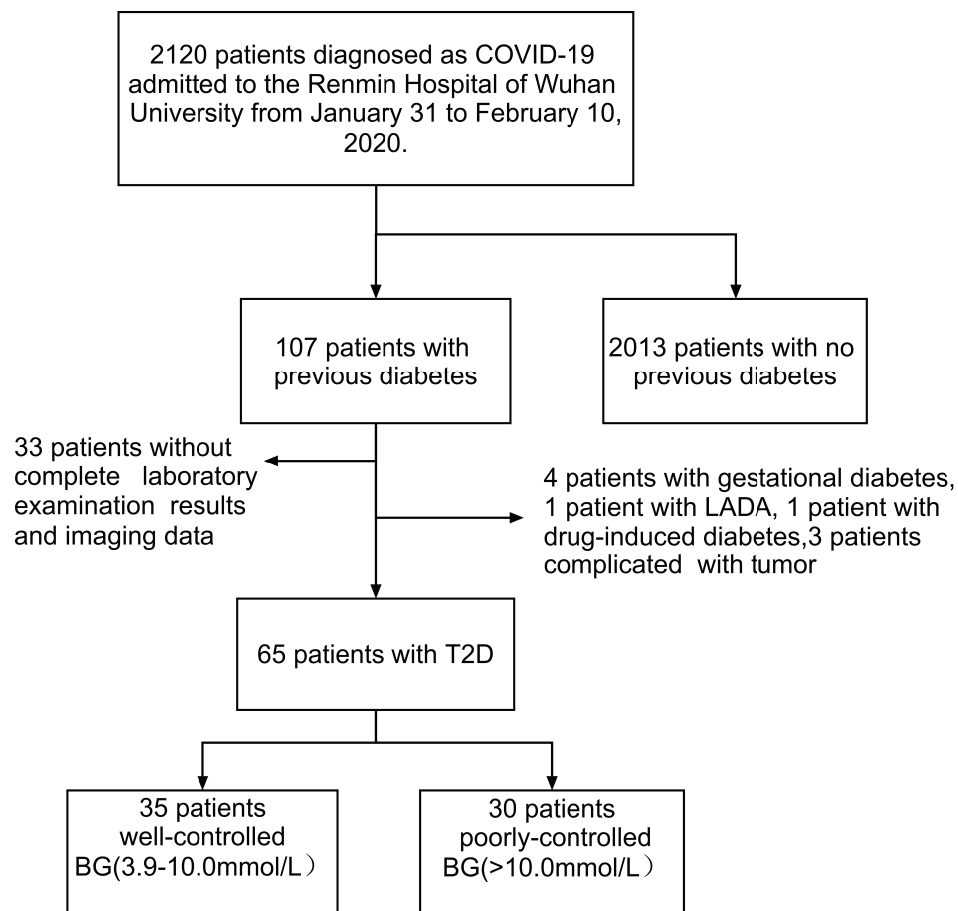 2120 patients diagnosed as COVID-19
admitted to the Renmin Hospital of Wuhan
University from January 31 to February 10,
2020.
107 patients with
previous diabetes
2013 patients with no
previous diabetes
33 patients without
complete laboratory
examination results
and imaging data
4 patients with gestational diabetes,
1 patient with LADA, 1 patient with
drug-induced diabetes,3 patients
complicated with tumor
65 patients with T2D
35 patients
well-controlled
BG(3.9-10.0mmol/L）
30 patients
poorly-controlled
BG(>10.0mmol/L）